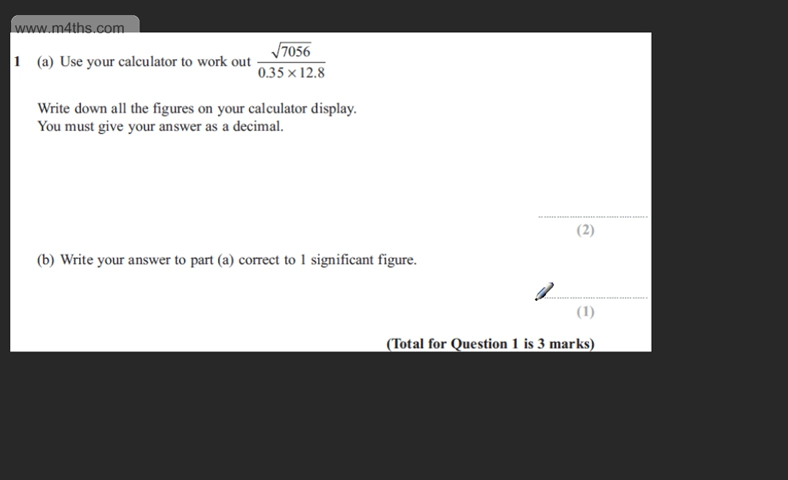 www.m4ths.com
1 (a) Use your calculator to work out √7056
0.35 × 12.8
Write down all the figures on your calculator display.
You must give your answer as a decimal.
(2)
(b) Write your answer to part (a) correct to 1 significant figure.
(1)
(Total for Question 1 is 3 marks)